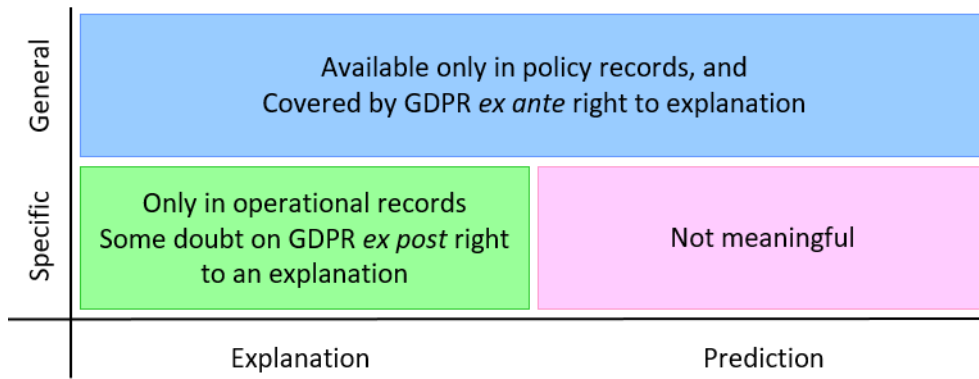 General
Available only in policy records, and
Covered by GDPR ex ante right to explanation
Specific
Only in operational records
Some doubt on GDPR ex post right
to an explanation
Not meaningful
Explanation
Prediction